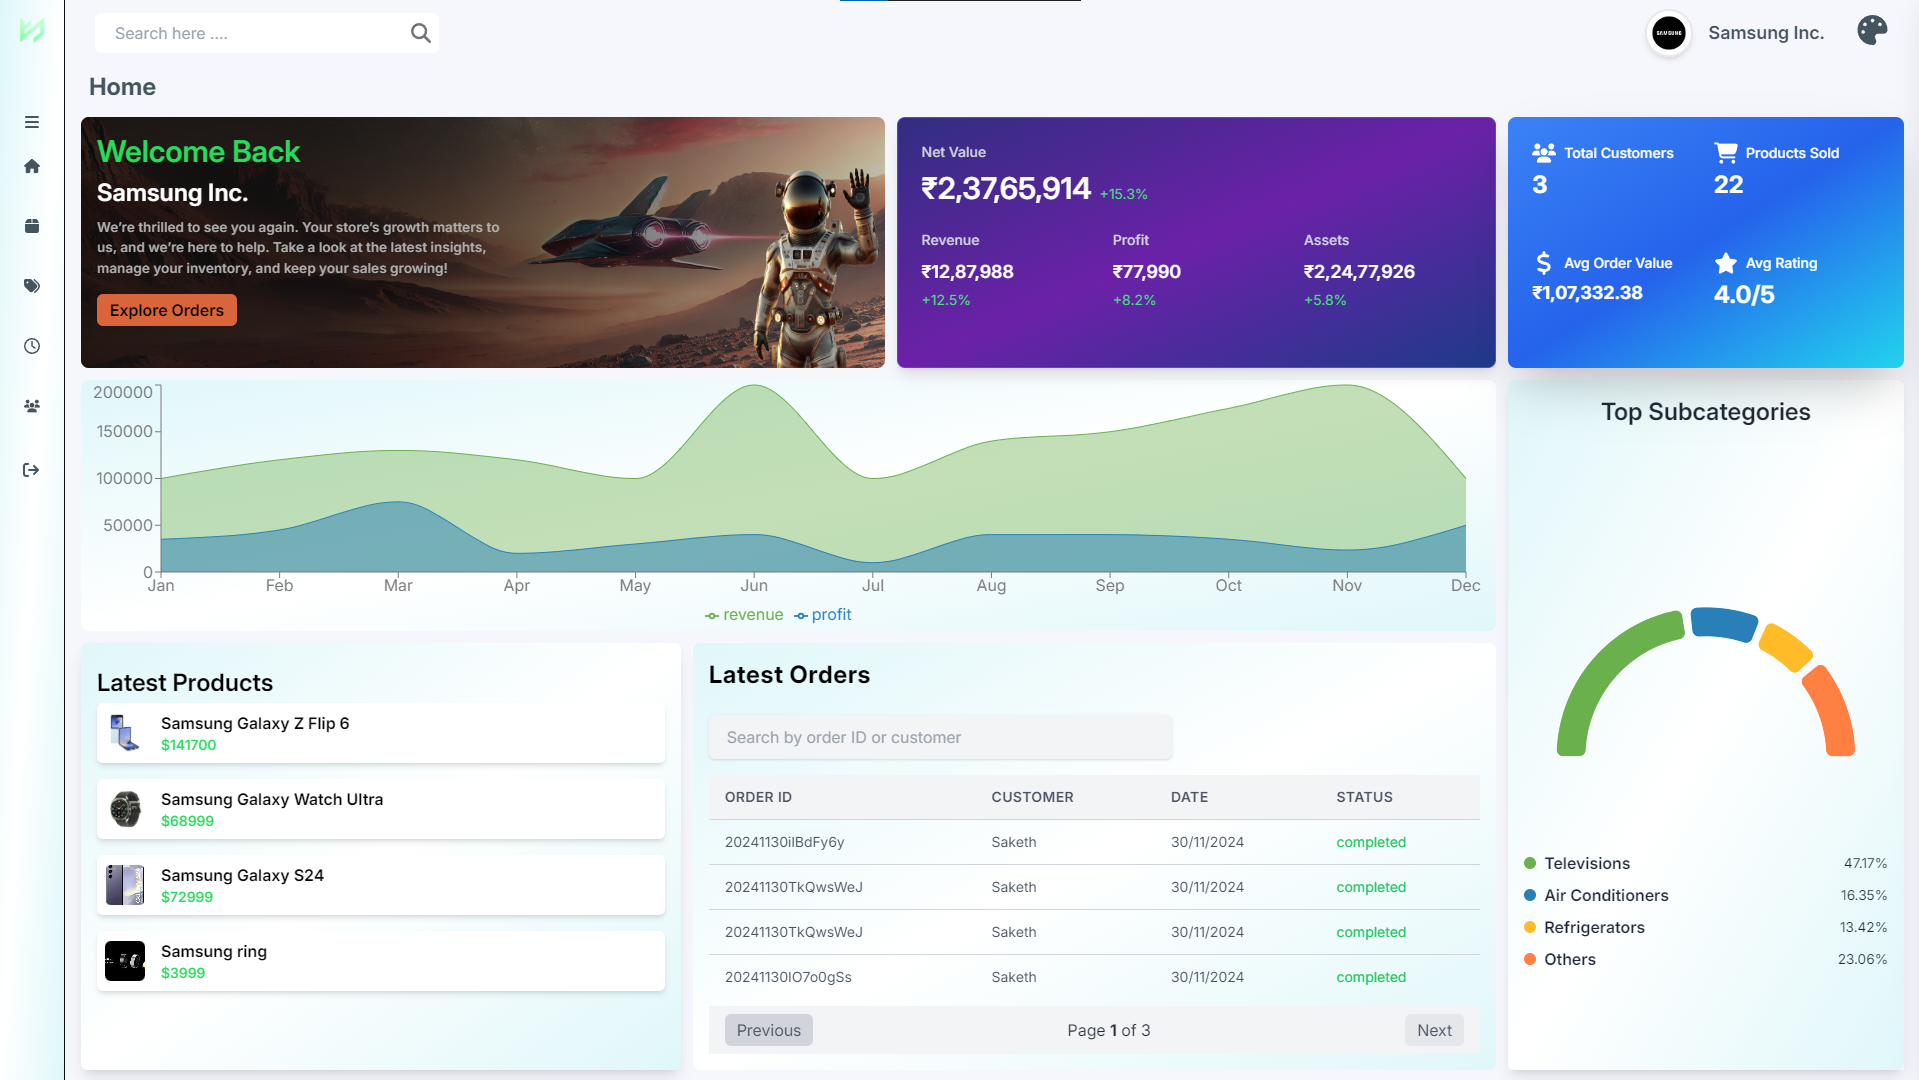 Search here ....
SAMSUNG
Samsung Inc.
Home
Welcome Back
Samsung Inc.
We're thrilled to see you again. Your store's growth matters to
us, and we're here to help. Take a look at the latest insights,
manage your inventory, and keep your sales growing!
Explore Orders
Net Value
₹2,37,65,914 +15.3%
Revenue Profit Assets
₹12,87,988 ₹77,990 ₹2,24,77,926
+12.5% +8.2% +5.8%
Total Customers Products Sold
3 22
Avg Order Value Avg Rating
₹1,07,332.38 4.0/5
200000
150000
100000
50000
0
Jan Feb Mar Apr May Jun Jul Aug Sep Oct Nov Dec
revenue profit
Top Subcategories
Televisions 47.17%
Air Conditioners 16.35%
Refrigerators 13.42%
Others 23.06%
Latest Products
Samsung Galaxy Z Flip 6
$141700
Samsung Galaxy Watch Ultra
$68999
Samsung Galaxy S24
$72999
Samsung ring
$3999
Latest Orders
Search by order ID or customer
ORDER ID CUSTOMER DATE STATUS
20241130iIBdFy6y Saketh 30/11/2024 completed
20241130TkQwsWeJ Saketh 30/11/2024 completed
20241130TkQwsWeJ Saketh 30/11/2024 completed
20241130IO7o0gSs Saketh 30/11/2024 completed
Previous Page 1 of 3 Next